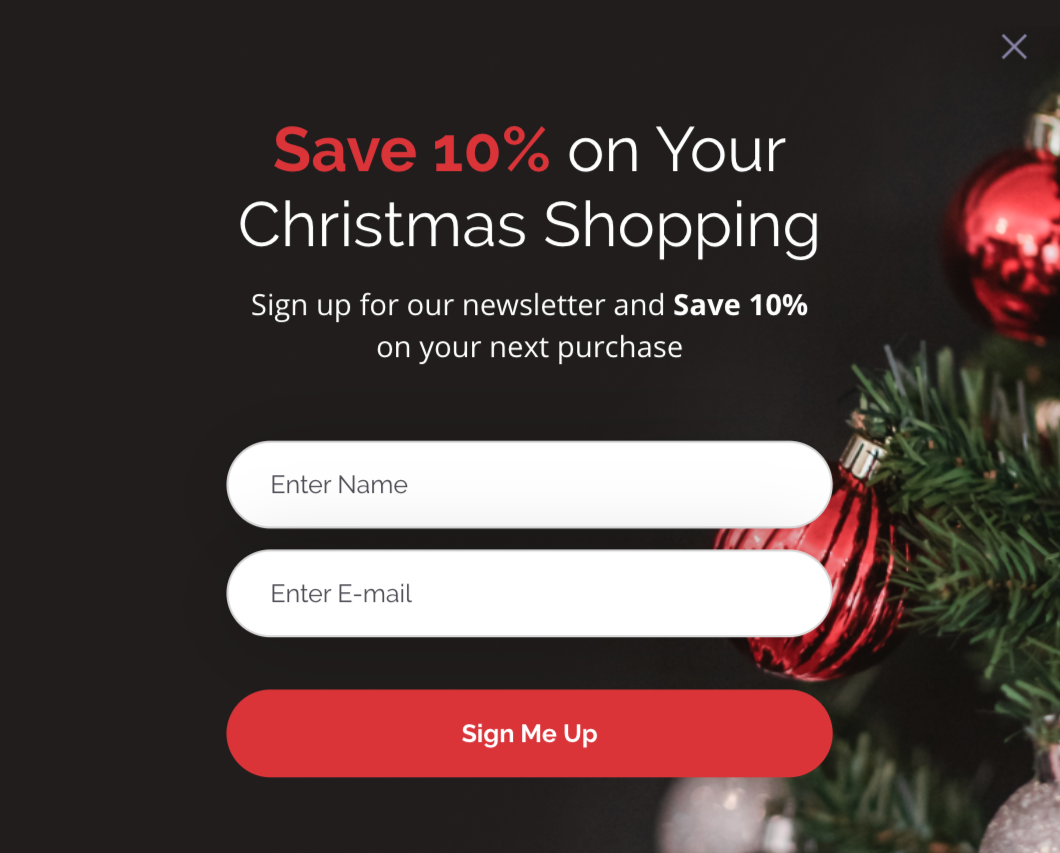 Save 10% on Your
Christmas Shopping
Sign up for our newsletter and Save 10%
on your next purchase
Enter Name
Enter E-mail
Sign Me Up